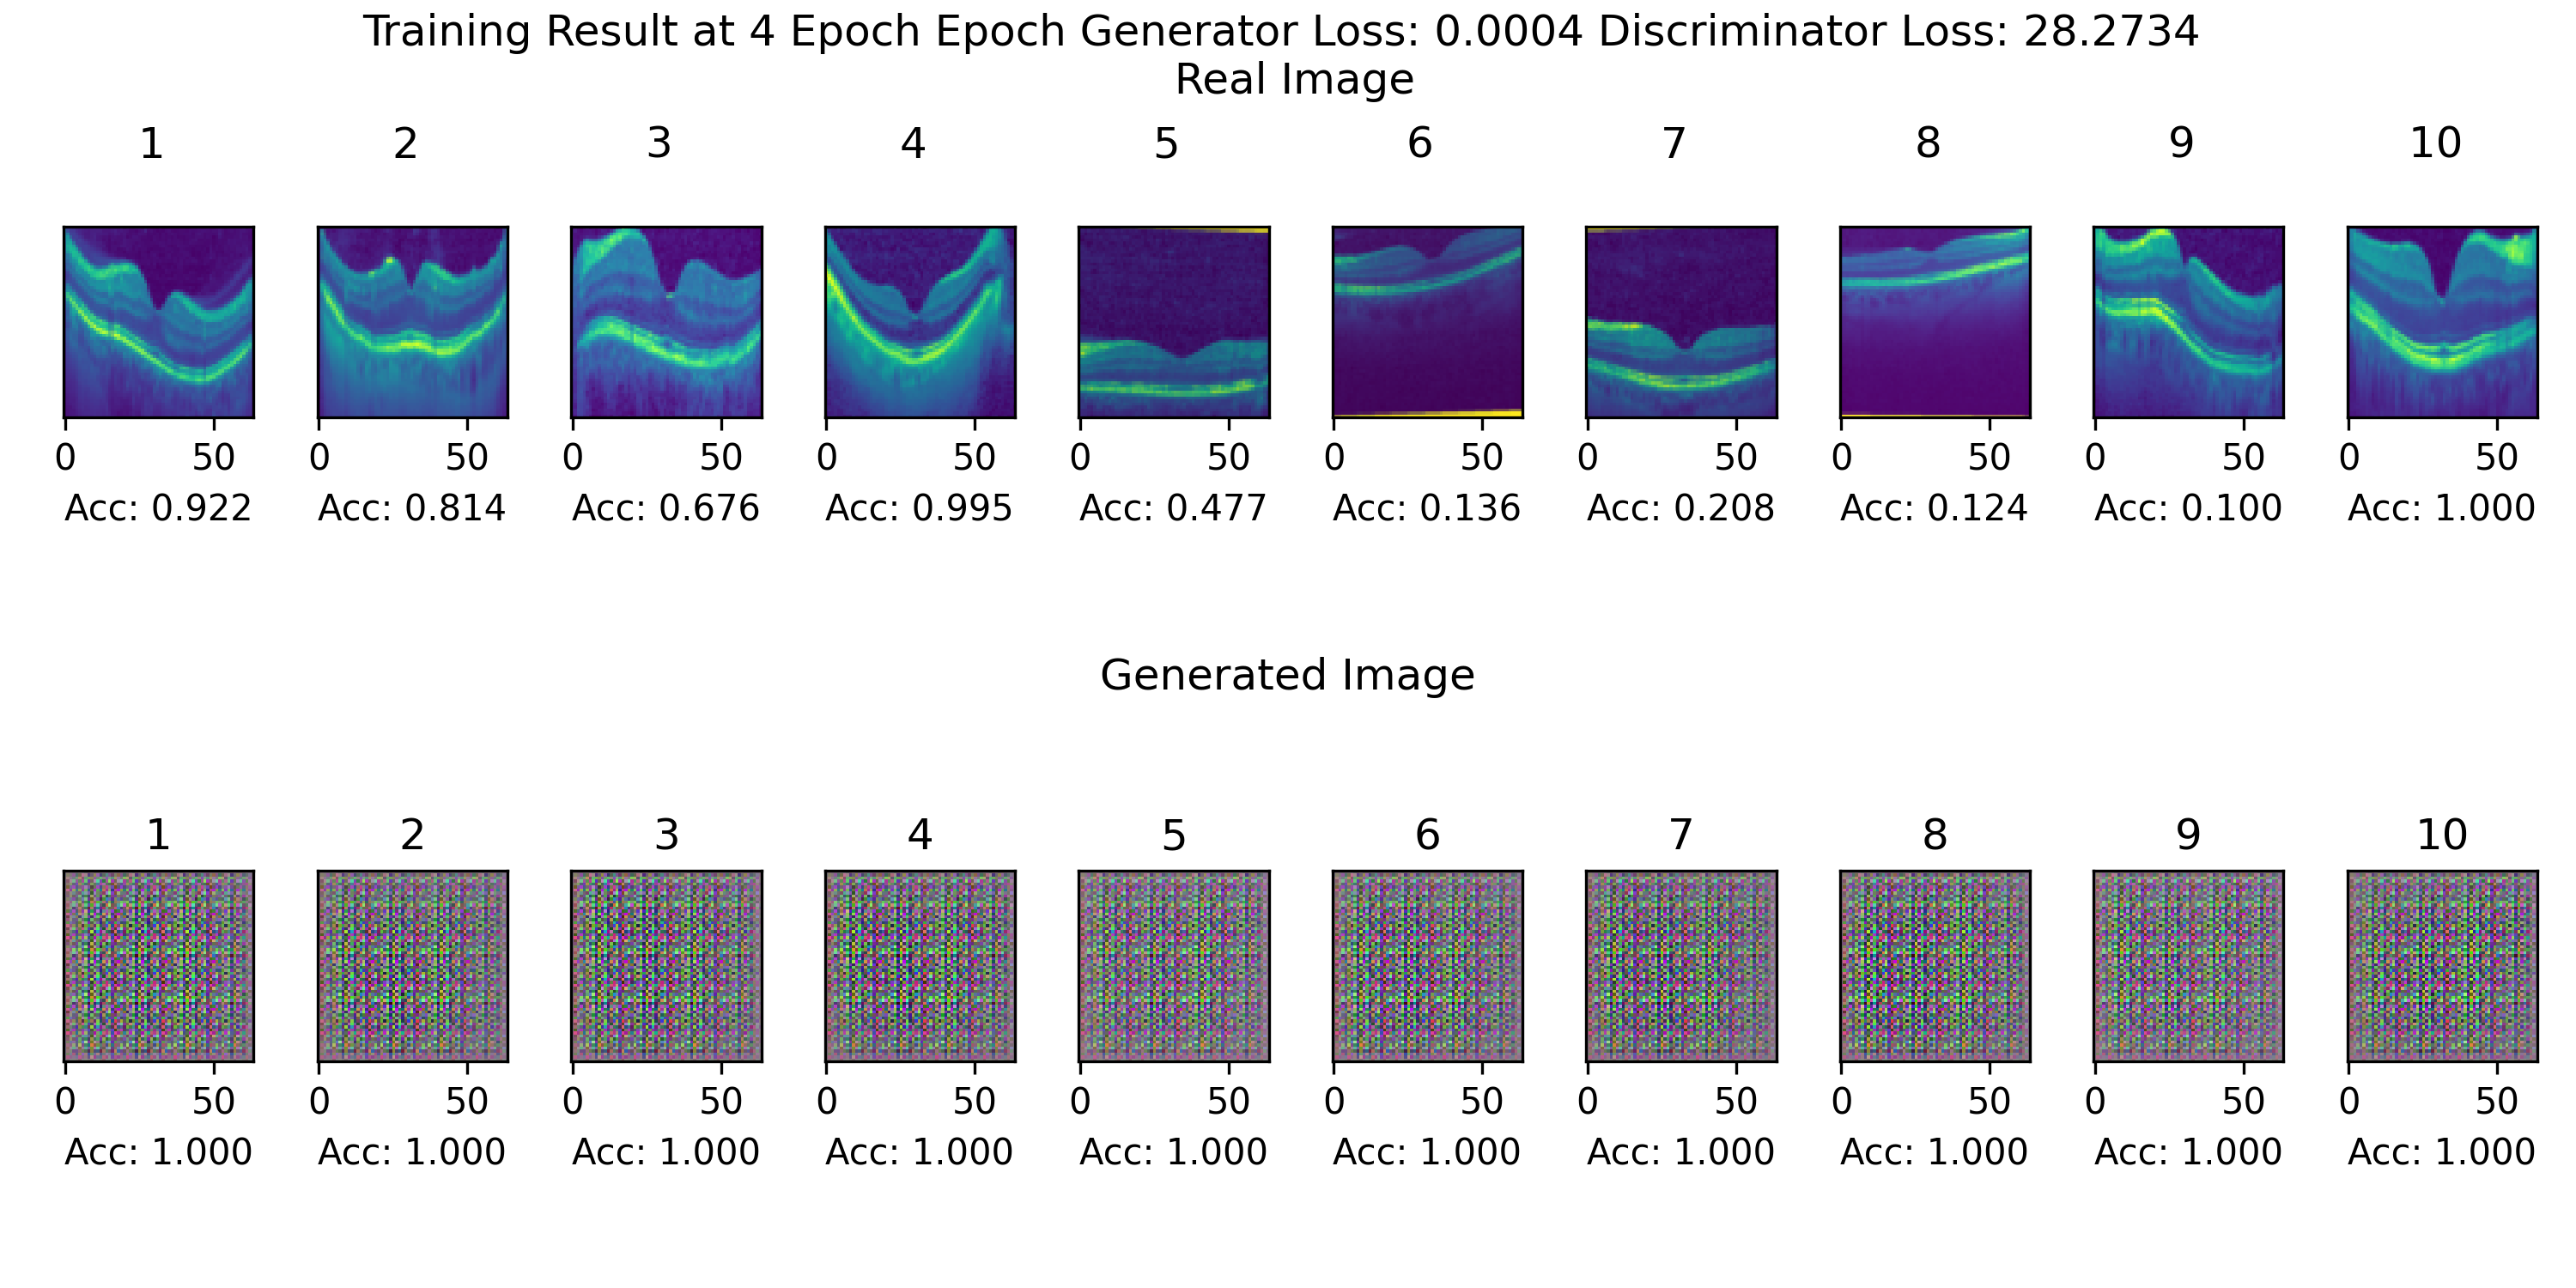 Training Result at 4 Epoch Epoch Generator Loss: 0.0004 Discriminator Loss: 28.2734
Real Image
1 2 3 4 5 6 7 8 9 10
0 50 0 50 0 50 0 50 0 50 0 50 0 50 0 50 0 50 0 50
Acc: 0.922 Acc: 0.814 Acc: 0.676 Acc: 0.995 Acc: 0.477 Acc: 0.136 Acc: 0.208 Acc: 0.124 Acc: 0.100 Acc: 1.000
Generated Image
1 2 3 4 5 6 7 8 9 10
0 50 0 50 0 50 0 50 0 50 0 50 0 50 0 50 0 50 0 50
Acc: 1.000 Acc: 1.000 Acc: 1.000 Acc: 1.000 Acc: 1.000 Acc: 1.000 Acc: 1.000 Acc: 1.000 Acc: 1.000 Acc: 1.000